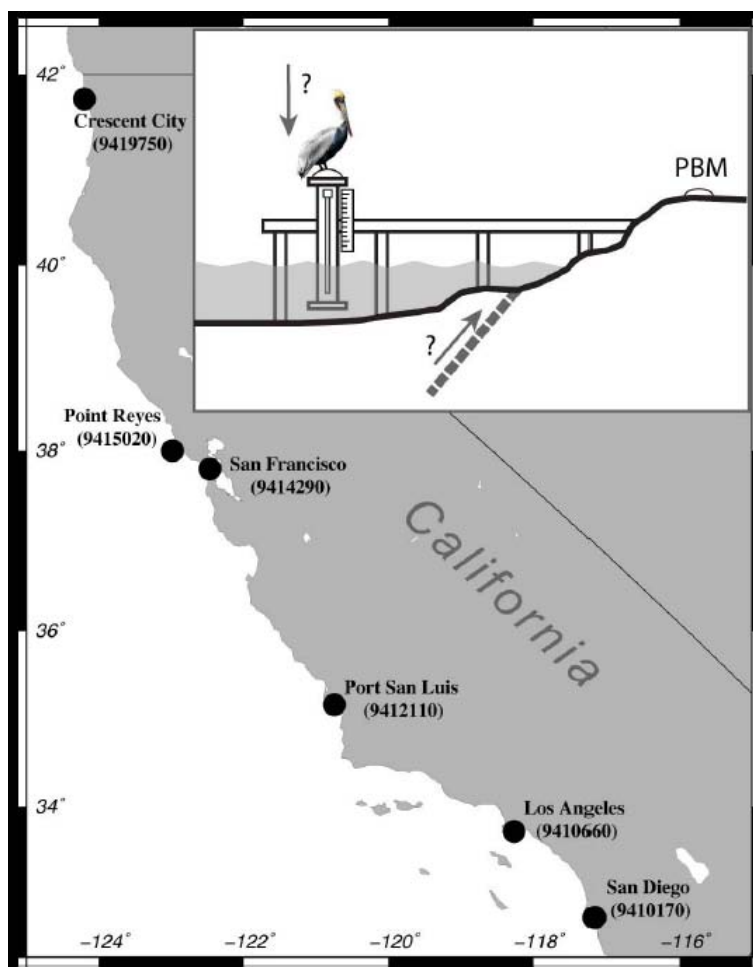 42°
40°
38°
36°
34°
?
PBM
?
Crescent City
(9419750)
Point Reyes
(9415020)
San Francisco
(9414290)
California
Port San Luis
(9412110)
Los Angeles
(9410660)
San Diego
(9410170)
-124°
-122°
-120°
-118°
-116°